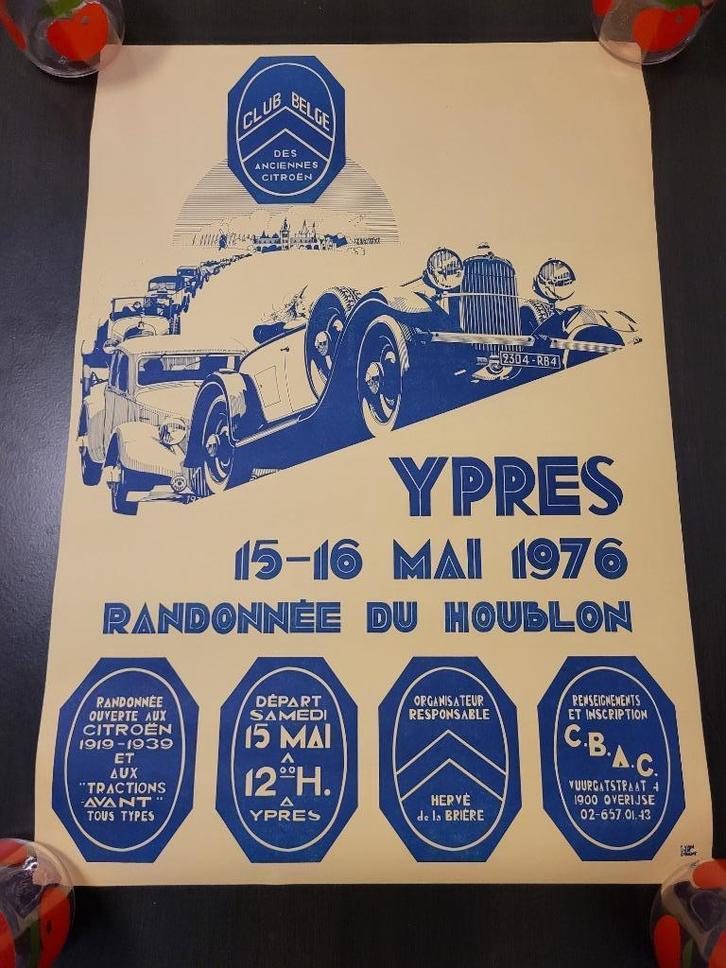 CLUB BELGE
DES
ANCIENNES
CITROËN
2304-RB4
YPRES
15-16 MAI 1976
RANDONNÉE DU HOUBLON
RANDONNÉE
OUVERTE AUX
CITROËN
1919-1939
ET
AUX
"TRACTIONS
AVANT"
TOUS TYPES
DÉPART
SAMEDI
15 MAI
A
12°°H.
A
YPRES
ORGANISATEUR
RESPONSABLE
HERVÉ
de la BRIÈRE
RENSEIGNEMENTS
ET INSCRIPTION
C.B.A.C.
VUURGATSTRAAT 4
1900 OVERIJSE
02-657.01.43